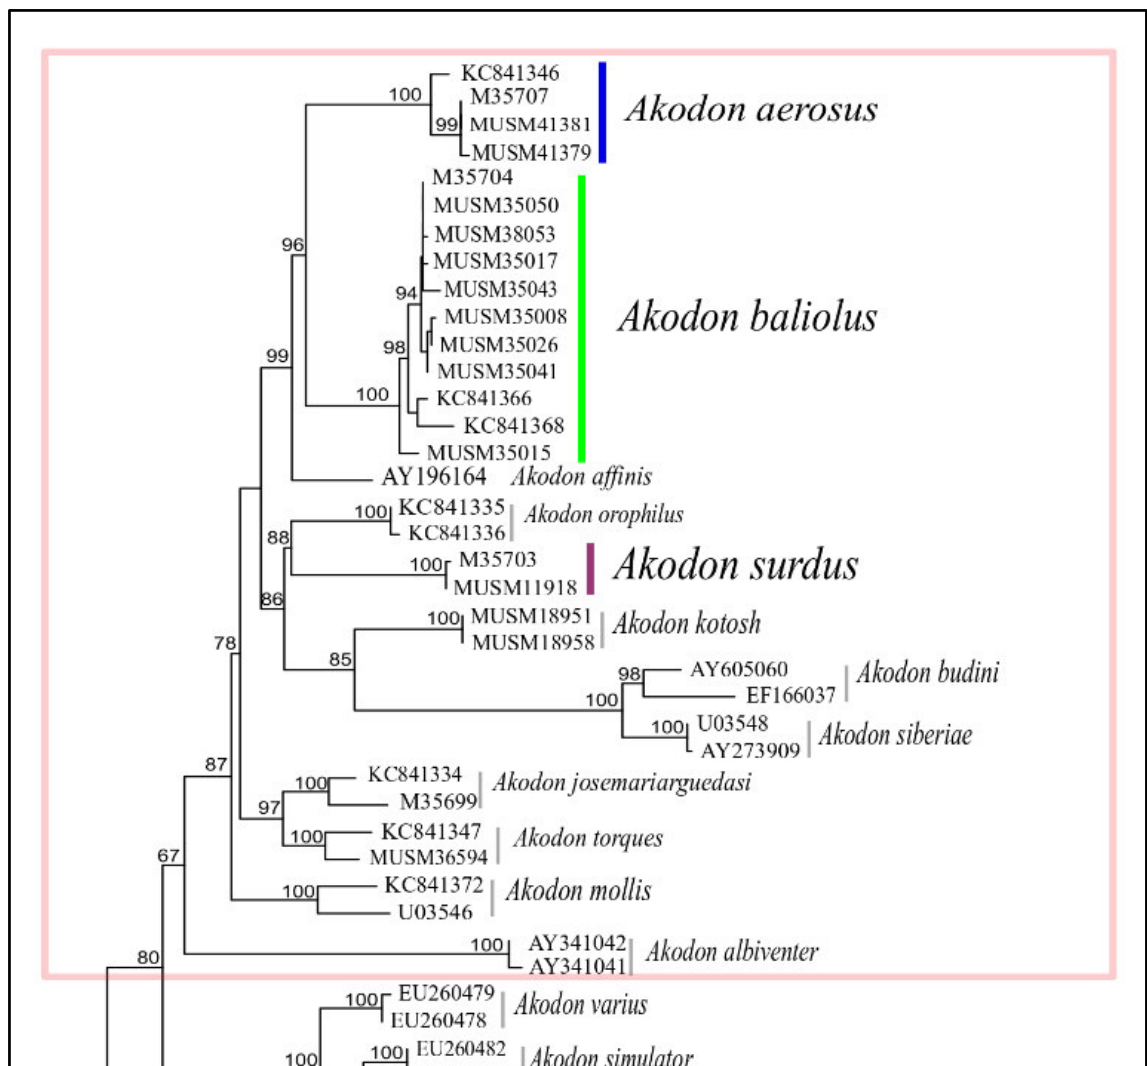 KC841346
100
M35707
Akodon aerosus
99
MUSM41381
MUSM41379
M35704
MUSM35050
MUSM38053
96
MUSM35017
94
MUSM35043
MUSM35008
Akodon baliolus
98
MUSM35026
99
MUSM35041
100
KC841366
KC841368
MUSM35015
AY196164 Akodon affinis
100
KC841335
Akodon orophilus
KC841336
88
100
M35703
Akodon surdus
MUSM11918
86
100
MUSM18951
Akodon kotosh
MUSM18958
78
85
98
AY605060
Akodon budini
EF166037
100
100
U03548
Akodon siberiae
AY273909
87
100
KC841334
Akodon josemariarguedasi
M35699
97
100
KC841347
Akodon torques
MUSM36594
67
100
KC841372
Akodon mollis
U03546
100
AY341042
Akodon albiventer
AY341041
80
100
EU260479
Akodon varius
EU260478
100
100
EU260482
Akodon simulator